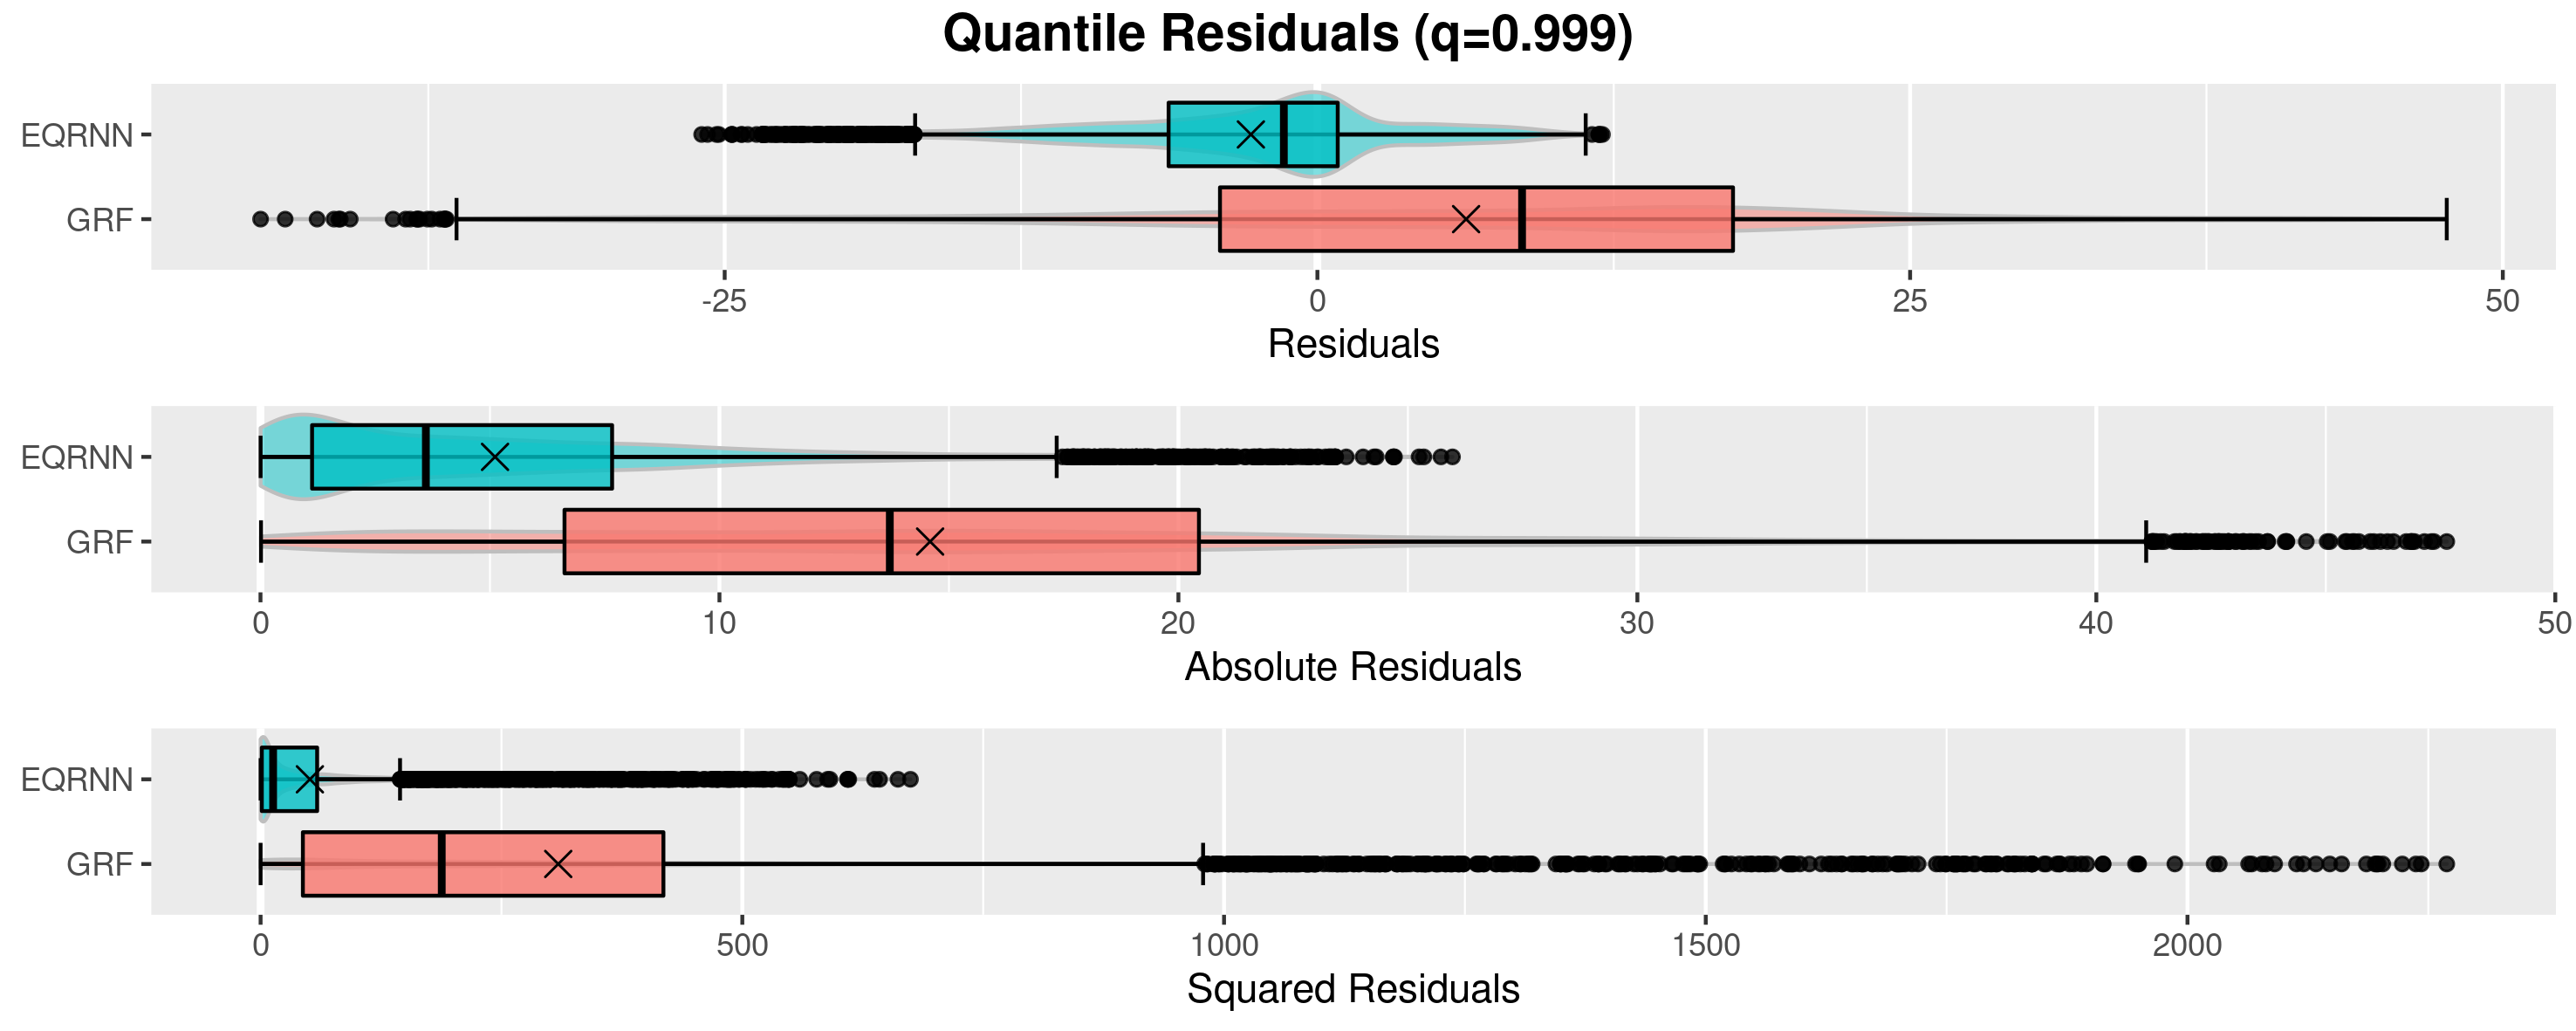 Quantile Residuals (q=0.999)
EQRNN
GRF
-25 0 25 50
Residuals
EQRNN
GRF
0 10 20 30 40 50
Absolute Residuals
EQRNN
GRF
0 500 1000 1500 2000
Squared Residuals